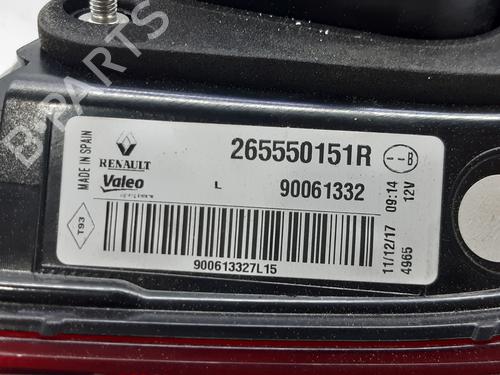 B-PARTS
MADE IN SPAIN
RENAULT
265550151R
--B
Valeo
L
90061332
T93
900613327L15
11/12/17 09:14
4965 12V